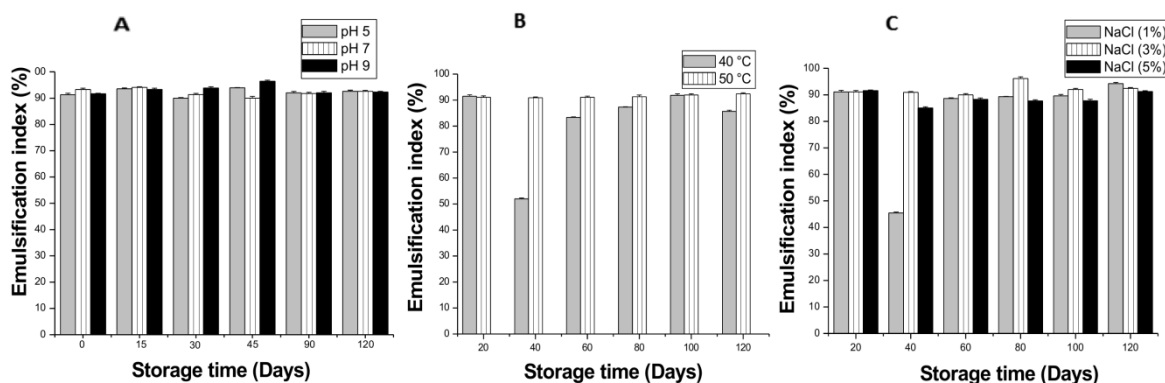 A
pH 5
pH 7
pH 9
00
90
80
70
60
50
40
30
20
10
0
Emulsification index (%)
0 15 30 45 90 120
Storage time (Days)
B
40 °C
50 °C
100
90
80
70
60
50
40
30
20
10
0
Emulsification index (%)
20 40 60 80 100 120
Storage time (Days)
C
NaCl (1%)
NaCl (3%)
NaCl (5%)
100
90
80
70
60
50
40
30
20
10
0
Emulsification index (%)
20 40 60 80 100 120
Storage time (Days)